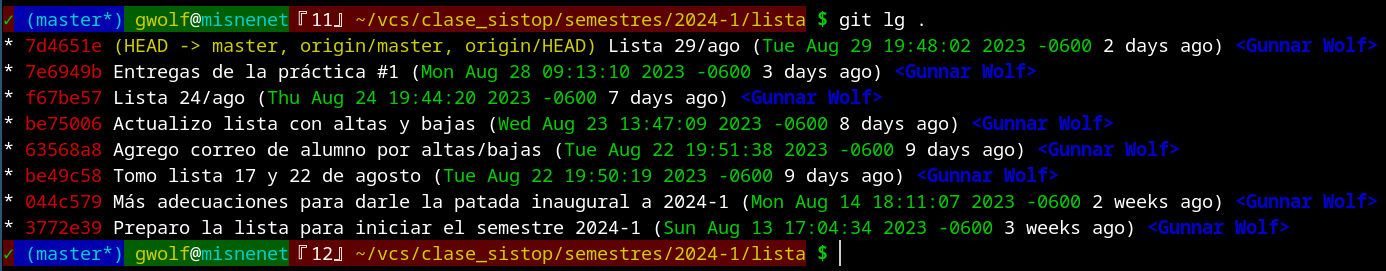 ✓ (master*) gwolf@misnenet『11』~/vcs/clase_sistop/semestres/2024-1/lista $ git lg .
* 7d4651e (HEAD -> master, origin/master, origin/HEAD) Lista 29/ago (Tue Aug 29 19:48:02 2023 -0600 2 days ago) <Gunnar Wolf>
* 7e6949b Entregas de la práctica #1 (Mon Aug 28 09:13:10 2023 -0600 3 days ago) <Gunnar Wolf>
* f67be57 Lista 24/ago (Thu Aug 24 19:44:20 2023 -0600 7 days ago) <Gunnar Wolf>
* be75006 Actualizo lista con altas y bajas (Wed Aug 23 13:47:09 2023 -0600 8 days ago) <Gunnar Wolf>
* 63568a8 Agrego correo de alumno por altas/bajas (Tue Aug 22 19:51:38 2023 -0600 9 days ago) <Gunnar Wolf>
* be49c58 Tomo lista 17 y 22 de agosto (Tue Aug 22 19:50:19 2023 -0600 9 days ago) <Gunnar Wolf>
* 044c579 Más adecuaciones para darle la patada inaugural a 2024-1 (Mon Aug 14 18:11:07 2023 -0600 2 weeks ago) <Gunnar Wolf>
* 3772e39 Preparo la lista para iniciar el semestre 2024-1 (Sun Aug 13 17:04:34 2023 -0600 3 weeks ago) <Gunnar Wolf>
✓ (master*) gwolf@misnenet『12』~/vcs/clase_sistop/semestres/2024-1/lista $